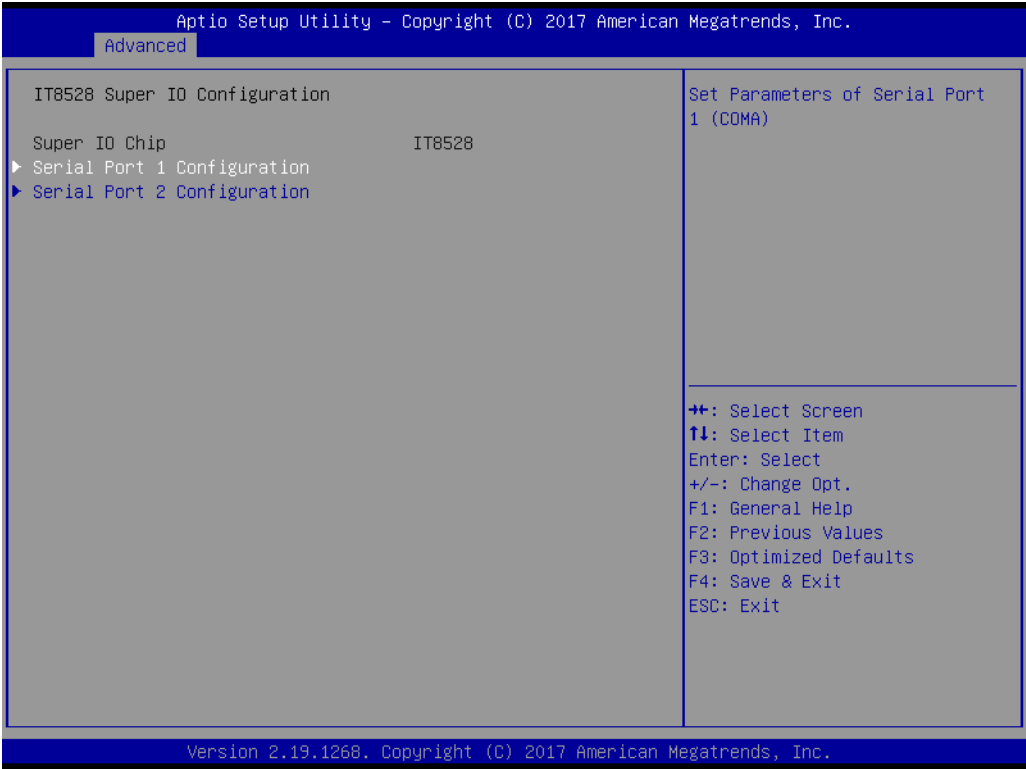 Aptio Setup Utility – Copyright (C) 2017 American Megatrends, Inc.
Advanced
IT8528 Super IO Configuration
Super IO Chip IT8528
Serial Port 1 Configuration
Serial Port 2 Configuration
Set Parameters of Serial Port
1 (COMA)
→←: Select Screen
↑↓: Select Item
Enter: Select
+/-: Change Opt.
F1: General Help
F2: Previous Values
F3: Optimized Defaults
F4: Save & Exit
ESC: Exit
Version 2.19.1268. Copyright (C) 2017 American Megatrends, Inc.